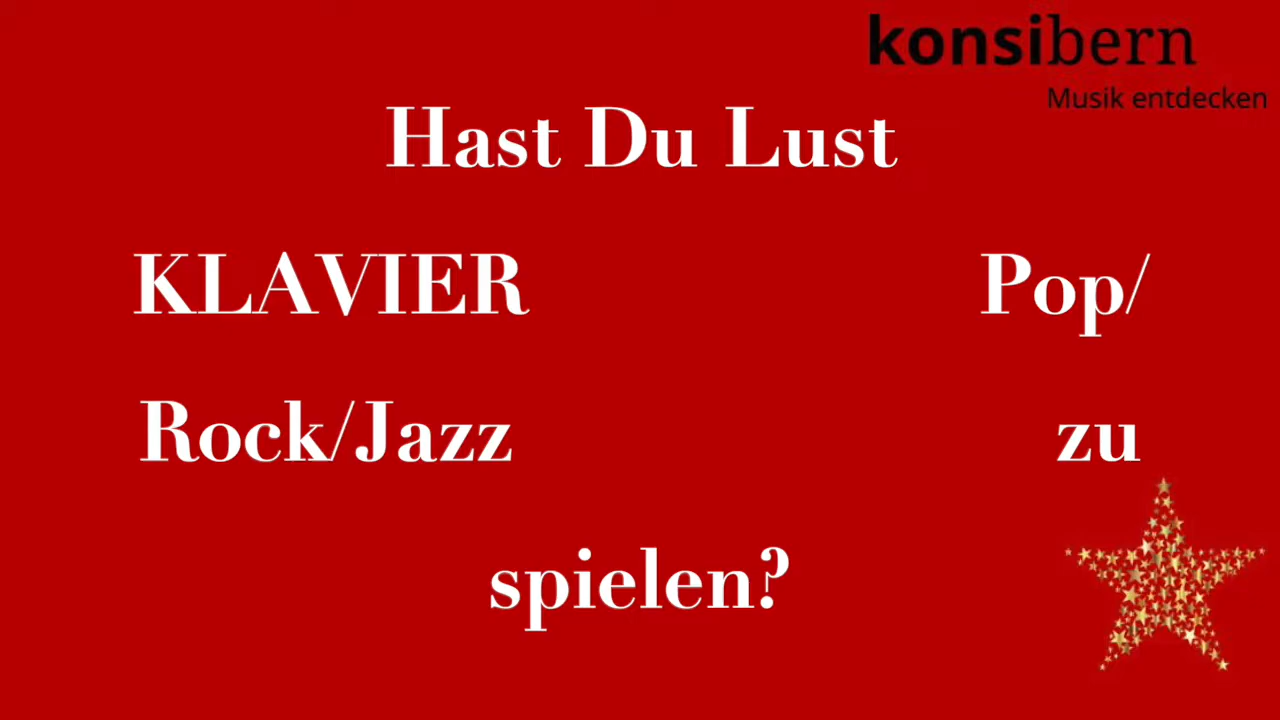 konsibern
Musik entdecken
Hast Du Lust
KLAVIER Pop/
Rock/Jazz zu
spielen?